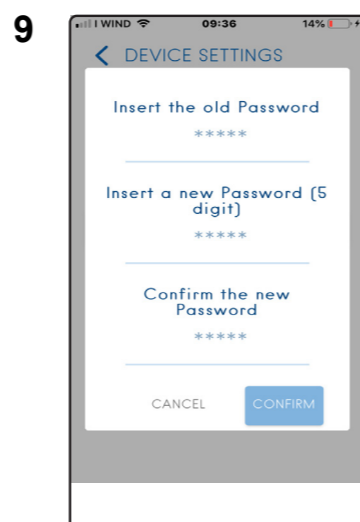 9
WIND 09:36 14%
DEVICE SETTINGS
Insert the old Password
*****
Insert a new Password (5
digit)
*****
Confirm the new
Password
*****
CANCEL CONFIRM